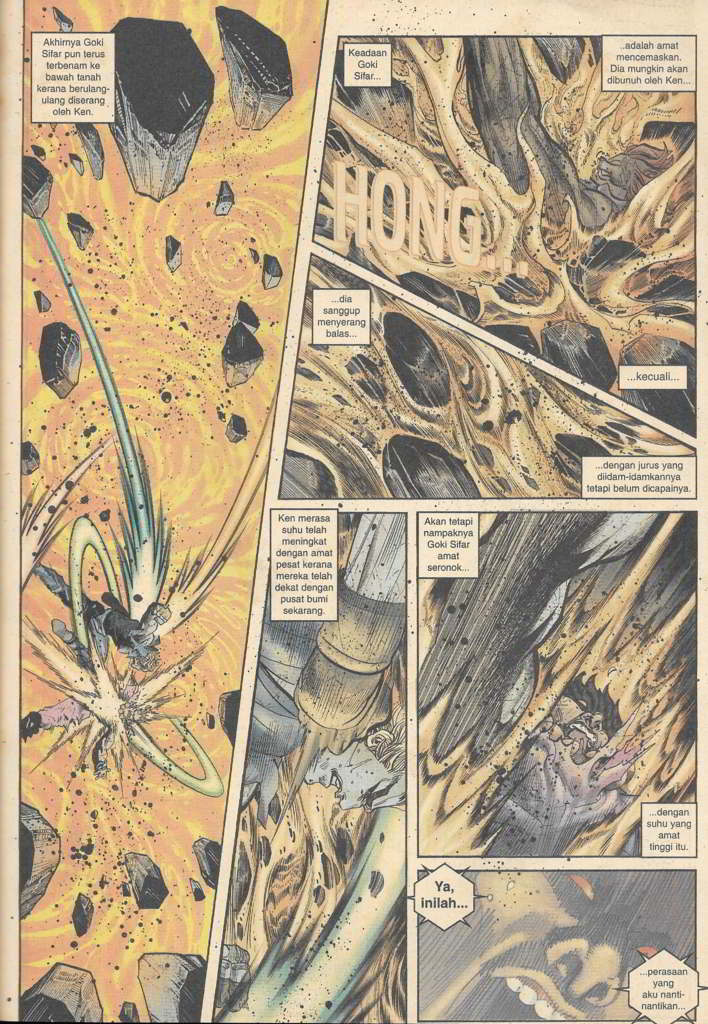 Akhirnya Goki
Sifar pun terus
terbenam ke
bawah tanah
kerana berulang-
ulang diserang
oleh Ken.
Keadaan
Goki
Sifar...
..adalah amat
mencemaskan.
Dia mungkin akan
dibunuh oleh Ken...
HONG...
...dia
sanggup
menyerang
balas...
...kecuali...
...dengan jurus yang
diidam-idamkannya
tetapi belum dicapainya.
Ken merasa
suhu telah
meningkat
dengan amat
pesat kerana
mereka telah
dekat dengan
pusat bumi
sekarang.
Akan tetapi
nampaknya
Goki Sifar
amat
seronok...
...dengan
suhu yang
amat
tinggi itu.
Ya,
inilah...
...perasaan
yang
aku nanti-
nantikan...